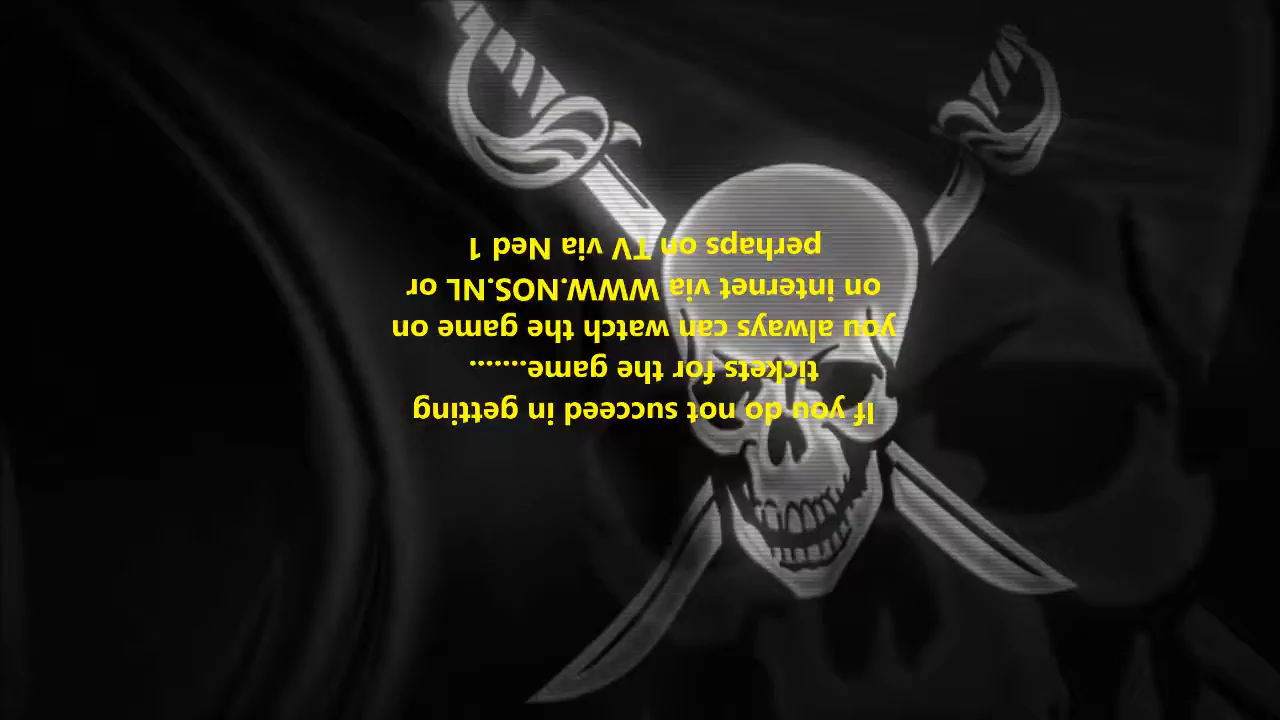 If you do not succeed in getting
tickets for the game.......
you always can watch the game on
on internet via WWW.NOS.NL or
perhaps on TV via Ned 1